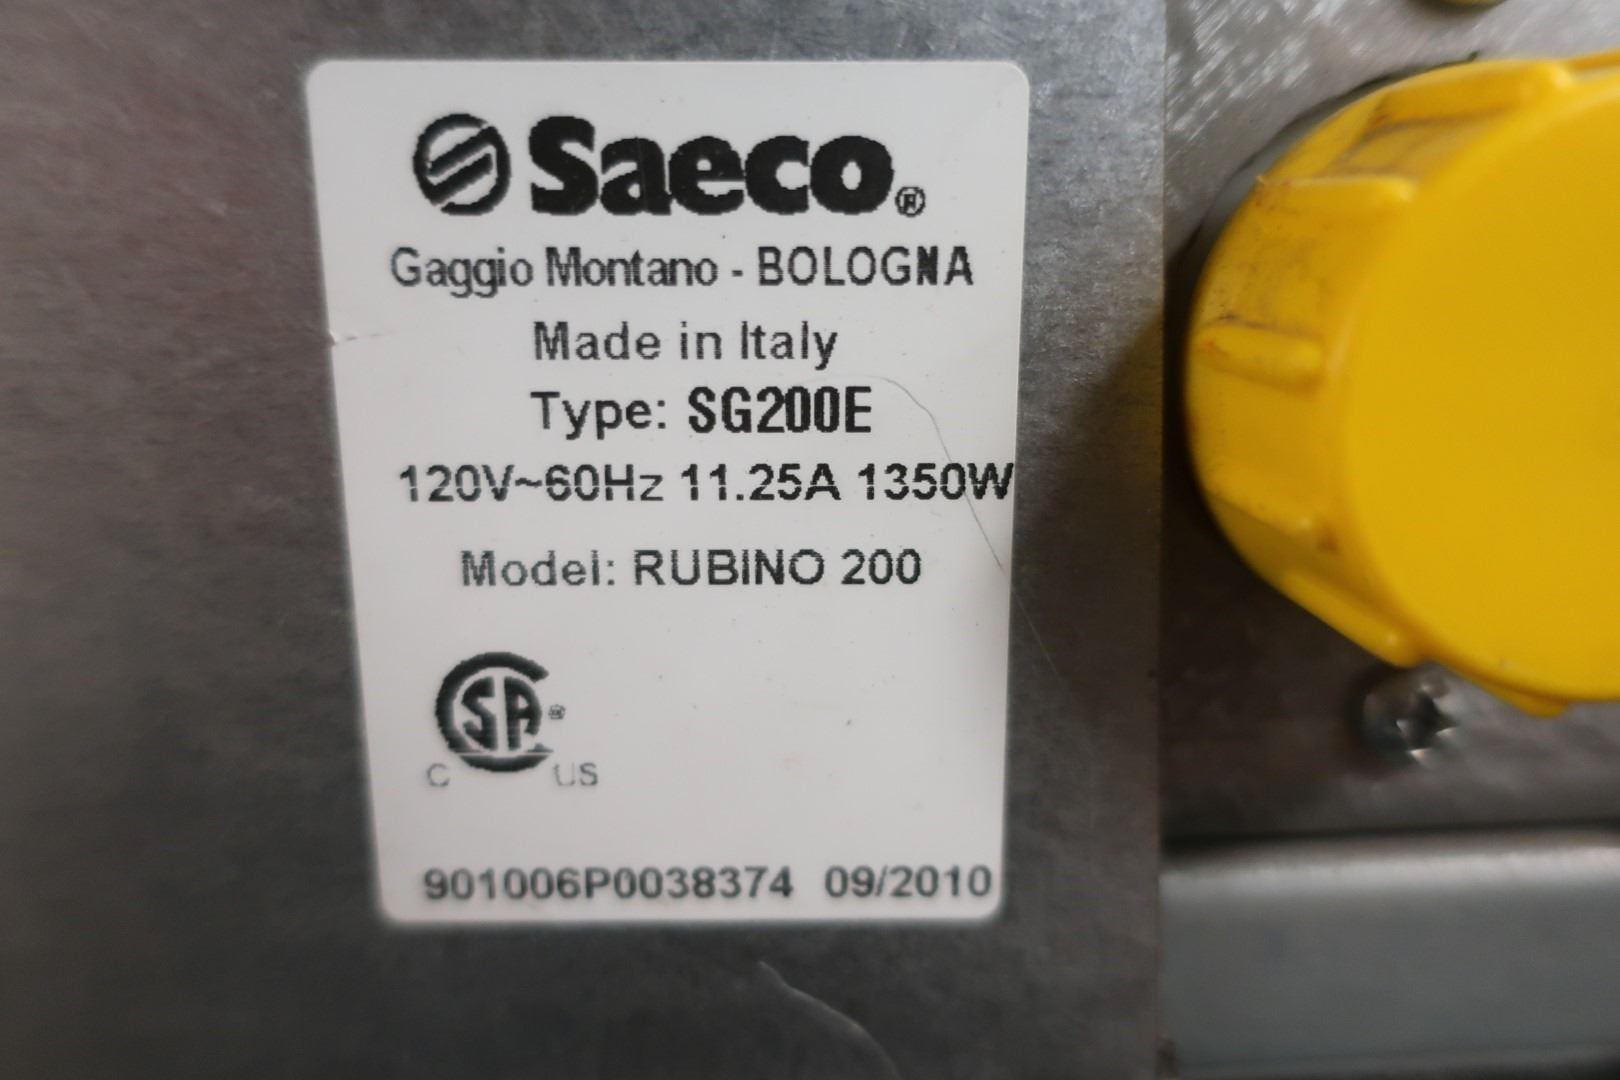 Saeco®
Gaggio Montano - BOLOGNA
Made in Italy
Type: SG200E
120V~60Hz 11.25A 1350W
Model: RUBINO 200
CSA®
C US
901006P0038374 09/2010